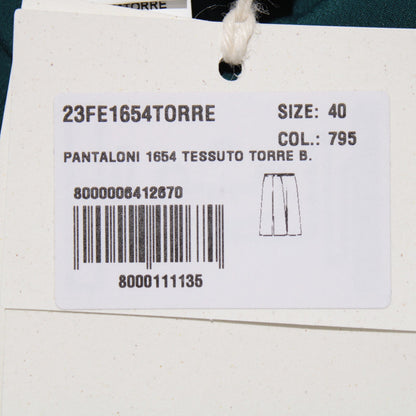 TORRE
23FE1654TORRE SIZE: 40
COL.: 795
PANTALONI 1654 TESSUTO TORRE B.
8000006412670
8000111135